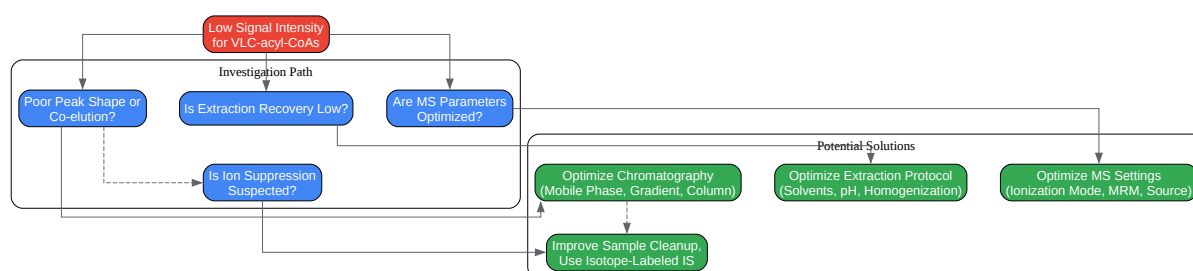 Low Signal Intensity
for VLC-acyl-CoAs
Investigation Path
Poor Peak Shape or
Co-elution?
Is Extraction Recovery Low?
Are MS Parameters
Optimized?
Is Ion Suppression
Suspected?
Potential Solutions
Optimize Chromatography
(Mobile Phase, Gradient, Column)
Optimize Extraction Protocol
(Solvents, pH, Homogenization)
Optimize MS Settings
(Ionization Mode, MRM, Source)
Improve Sample Cleanup,
Use Isotope-Labeled IS